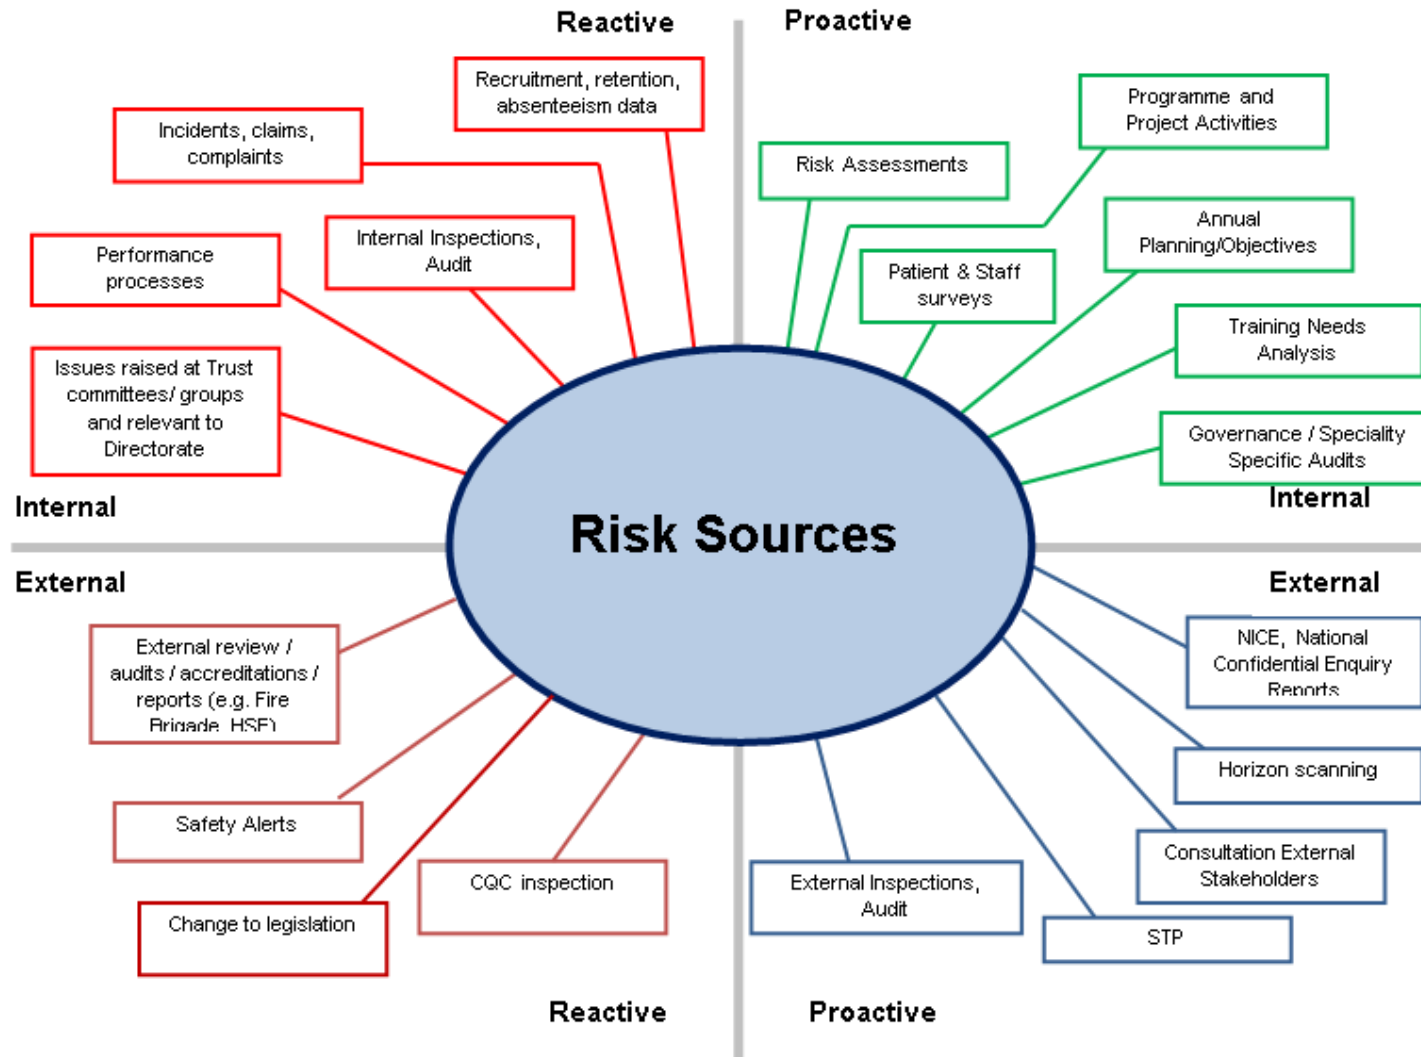 Reactive
Proactive
Recruitment, retention,
absenteeism data
Incidents, claims,
complaints
Internal Inspections,
Audit
Performance
processes
Issues raised at Trust
committees/ groups
and relevant to
Directorate
Internal
Programme and
Project Activities
Risk Assessments
Annual
Planning/Objectives
Patient & Staff
surveys
Training Needs
Analysis
Governance / Speciality
Specific Audits
Internal
Risk Sources
External
External review /
audits / accreditations /
reports (e.g. Fire
Brigade, HSE)
Safety Alerts
Change to legislation
CQC inspection
Reactive
External
NICE, National
Confidential Enquiry
Reports
Horizon scanning
Consultation External
Stakeholders
External Inspections,
Audit
STP
Proactive